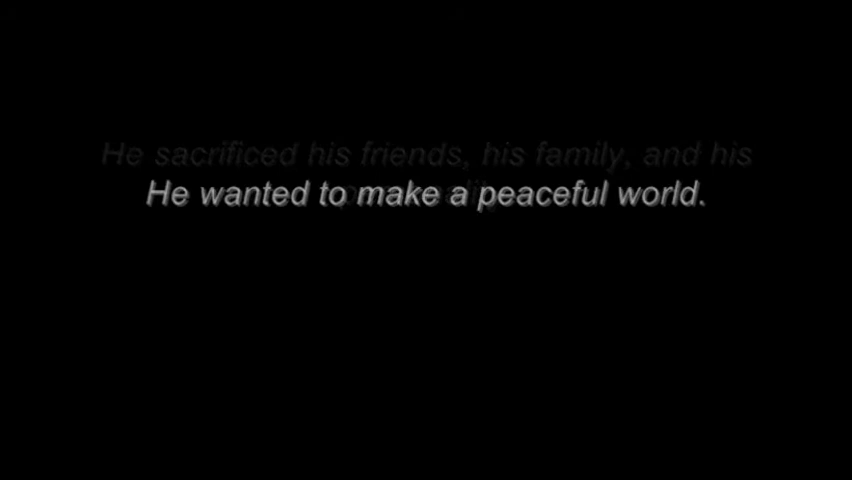 He sacrificed his friends, his family, and his
He wanted to make a peaceful world.